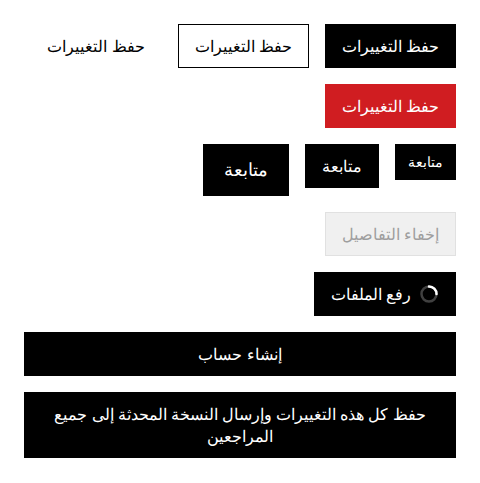 حفظ التغييرات
حفظ التغييرات
حفظ التغييرات
حفظ التغييرات
متابعة
متابعة
متابعة
إخفاء التفاصيل
رفع الملفات
إنشاء حساب
حفظ كل هذه التغييرات وإرسال النسخة المحدثة إلى جميع
المراجعين